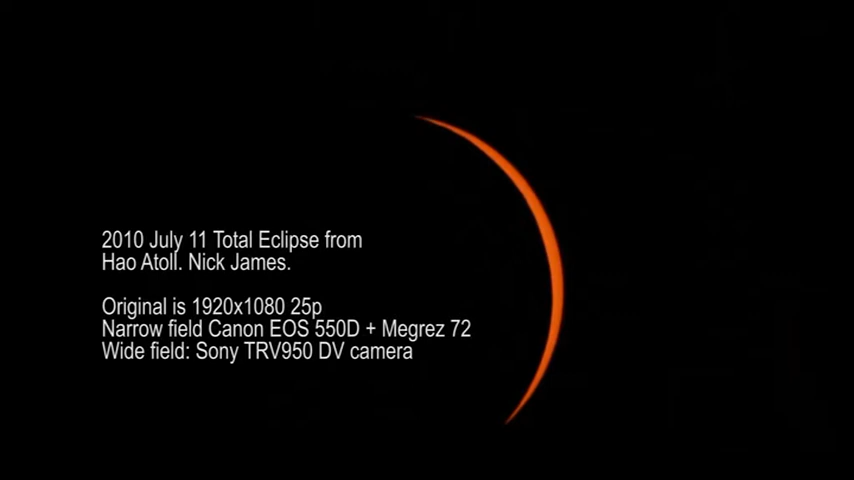 2010 July 11 Total Eclipse from
Hao Atoll. Nick James.
Original is 1920x1080 25p
Narrow field Canon EOS 550D + Megrez 72
Wide field: Sony TRV950 DV camera